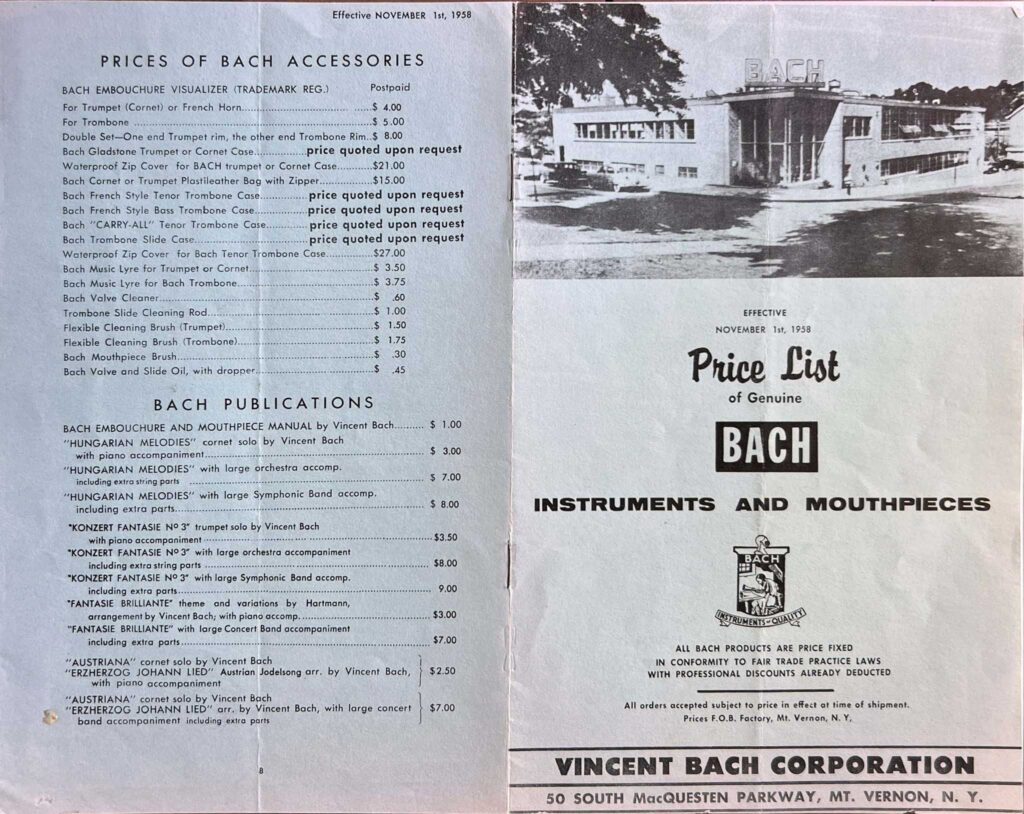 Effective NOVEMBER 1st, 1958
PRICES OF BACH ACCESSORIES
BACH EMBOUCHURE VISUALIZER (TRADEMARK REG.) Postpaid
For Trumpet (Cornet) or French Horn........................ ..... ...$ 4.00
For Trombone ..............................................................$ 5.00
Double Set—One end Trumpet rim, the other end Trombone Rim..$ 8.00
Bach Gladstone Trumpet or Cornet Case..............price quoted upon request
Waterproof Zip Cover for BACH trumpet or Cornet Case.........$21.00
Bach Cornet or Trumpet Plastileather Bag with Zipper..............$15.00
Bach French Style Tenor Trombone Case.............price quoted upon request
Bach French Style Bass Trombone Case...............price quoted upon request
Bach "CARRY-ALL" Tenor Trombone Case............price quoted upon request
Bach Trombone Slide Case................................price quoted upon request
Waterproof Zip Cover for Bach Tenor Trombone Case............$27.00
Bach Music Lyre for Trumpet or Cornet................................$ 3.50
Bach Music Lyre for Bach Trombone...................................$ 3.75
Bach Valve Cleaner.........................................................$ .60
Trombone Slide Cleaning Rod............................................$ 1.00
Flexible Cleaning Brush (Trumpet)......................................$ 1.50
Flexible Cleaning Brush (Trombone)...................................$ 1.75
Bach Mouthpiece Brush....................................................$ .30
Bach Valve and Slide Oil, with dropper................................$ .45
BACH PUBLICATIONS
BACH EMBOUCHURE AND MOUTHPIECE MANUAL by Vincent Bach......... $ 1.00
"HUNGARIAN MELODIES" cornet solo by Vincent Bach
with piano accompaniment.................................................... $ 3.00
"HUNGARIAN MELODIES" with large orchestra accomp.
including extra string parts ...................................................... $ 7.00
"HUNGARIAN MELODIES" with large Symphonic Band accomp.
including extra parts............................................................. $ 8.00
"KONZERT FANTASIE Nº 3" trumpet solo by Vincent Bach
with piano accompaniment.....................................................$3.50
"KONZERT FANTASIE Nº 3" with large orchestra accompaniment
including extra string parts .....................................................$8.00
"KONZERT FANTASIE Nº 3" with large Symphonic Band accomp.
including extra parts............................................................. 9.00
"FANTASIE BRILLIANTE" theme and variations by Hartmann,
arrangement by Vincent Bach; with piano accomp.................................$3.00
"FANTASIE BRILLIANTE" with large Concert Band accompaniment
including extra parts.............................................................$7.00
"AUSTRIANA" cornet solo by Vincent Bach
"ERZHERZOG JOHANN LIED" Austrian Jodelsong arr. by Vincent Bach, $2.50
with piano accompaniment
"AUSTRIANA" cornet solo by Vincent Bach
"ERZHERZOG JOHANN LIED" arr. by Vincent Bach, with large concert $7.00
band accompaniment including extra parts
8
BACH
EFFECTIVE
NOVEMBER 1st, 1958
Price List
of Genuine
BACH
INSTRUMENTS AND MOUTHPIECES
BACH
INSTRUMENTS OF QUALITY
ALL BACH PRODUCTS ARE PRICE FIXED
IN CONFORMITY TO FAIR TRADE PRACTICE LAWS
WITH PROFESSIONAL DISCOUNTS ALREADY DEDUCTED
All orders accepted subject to price in effect at time of shipment.
Prices F.O.B. Factory, Mt. Vernon, N. Y.
VINCENT BACH CORPORATION
50 SOUTH MacQUESTEN PARKWAY, MT. VERNON, N. Y.